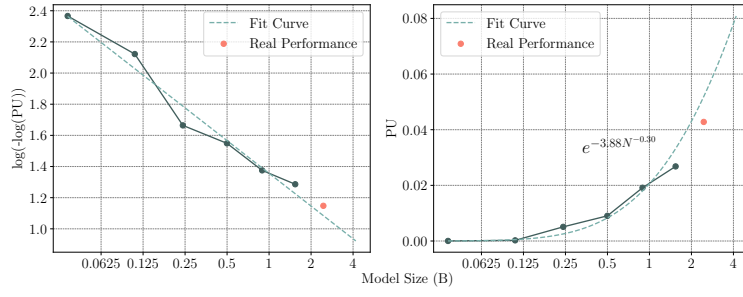 2.4
2.2
2.0
1.8
1.6
1.4
1.2
1.0
log(-log(PU))
0.0625 0.125 0.25 0.5 1 2 4
Fit Curve
Real Performance
0.08
0.06
0.04
0.02
0.00
PU
0.0625 0.125 0.25 0.5 1 2 4
Fit Curve
Real Performance
e^{-3.88N^{-0.30}}
Model Size (B)